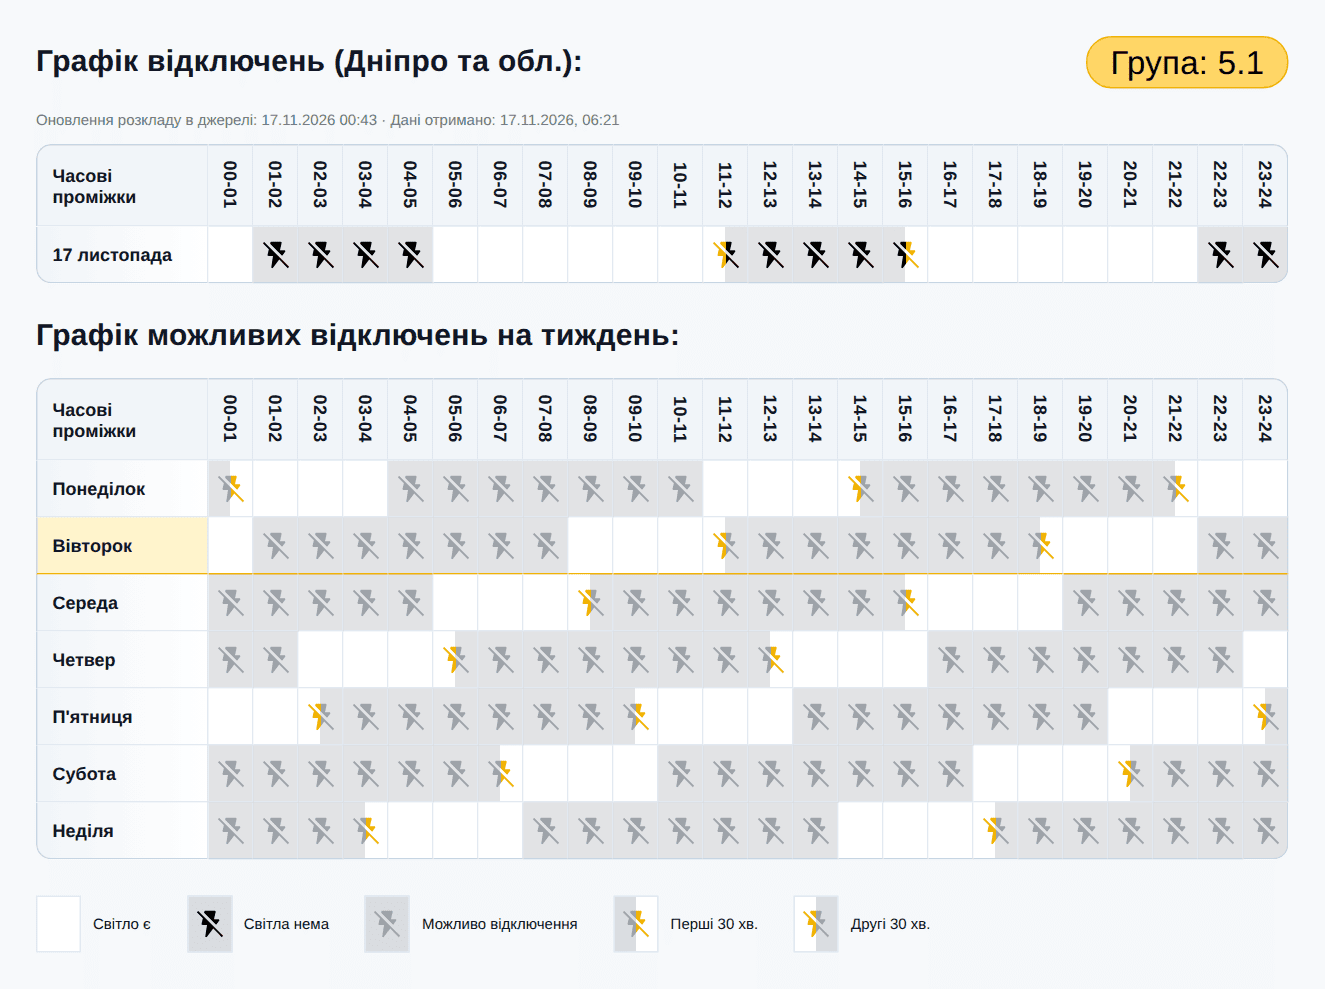 Графік відключень (Дніпро та обл.):
Група: 5.1
Оновлення розкладу в джерелі: 17.11.2026 00:43 · Дані отримано: 17.11.2026, 06:21
Часові проміжки 00-01 01-02 02-03 03-04 04-05 05-06 06-07 07-08 08-09 09-10 10-11 11-12 12-13 13-14 14-15 15-16 16-17 17-18 18-19 19-20 20-21 21-22 22-23 23-24
17 листопада
Графік можливих відключень на тиждень:
Часові проміжки 00-01 01-02 02-03 03-04 04-05 05-06 06-07 07-08 08-09 09-10 10-11 11-12 12-13 13-14 14-15 15-16 16-17 17-18 18-19 19-20 20-21 21-22 22-23 23-24
Понеділок
Вівторок
Середа
Четвер
П'ятниця
Субота
Неділя
Світло є Світла нема Можливо відключення Перші 30 хв. Другі 30 хв.